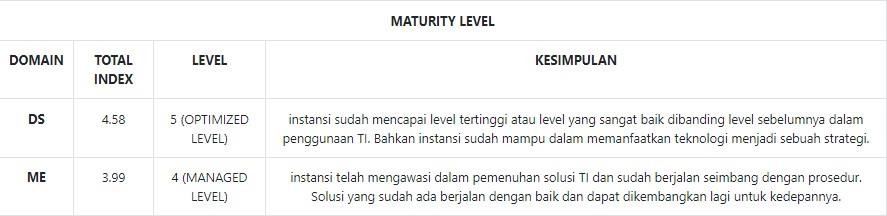 MATURITY LEVEL
DOMAIN TOTAL INDEX LEVEL KESIMPULAN
DS 4.58 5 (OPTIMIZED LEVEL) instansi sudah mencapai level tertinggi atau level yang sangat baik dibanding level sebelumnya dalam
penggunaan TI. Bahkan instansi sudah mampu dalam memanfaatkan teknologi menjadi sebuah strategi.
ME 3.99 4 (MANAGED LEVEL) instansi telah mengawasi dalam pemenuhan solusi TI dan sudah berjalan seimbang dengan prosedur.
Solusi yang sudah ada berjalan dengan baik dan dapat dikembangkan lagi untuk kedepannya.